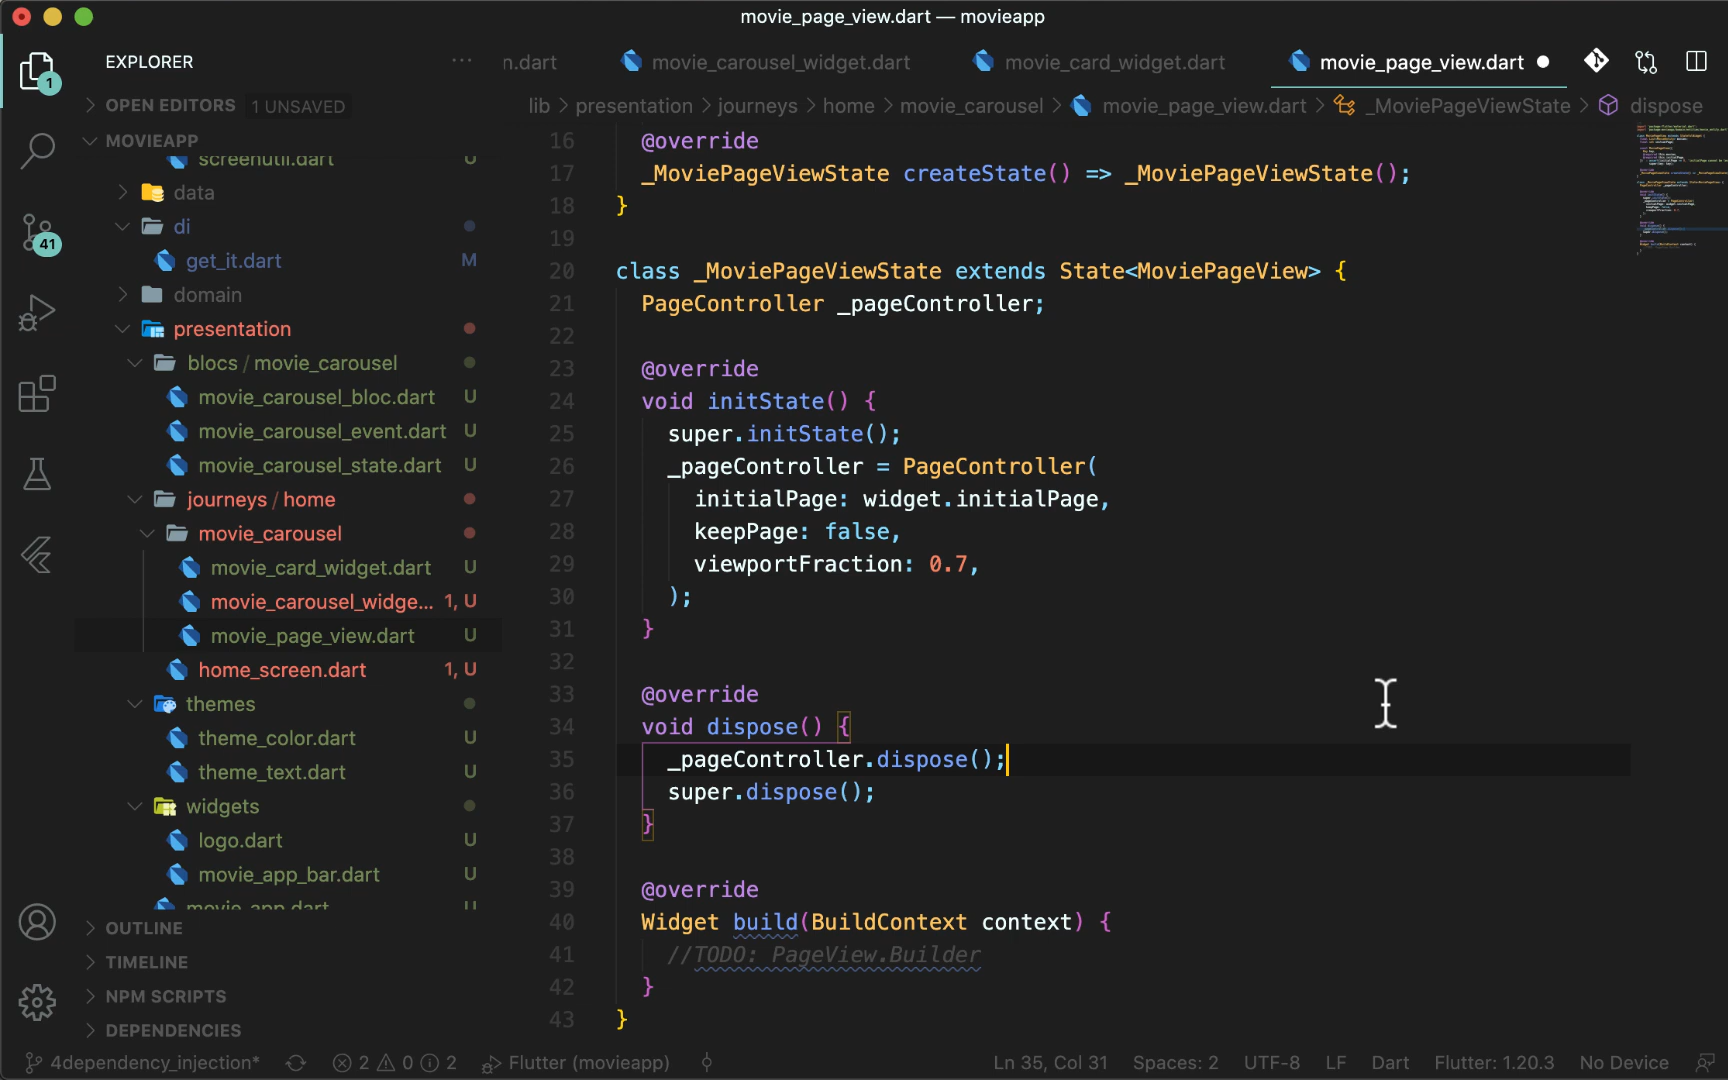 movie_page_view.dart — movieapp
EXPLORER
n.dart
movie_carousel_widget.dart
movie_card_widget.dart
movie_page_view.dart
1
OPEN EDITORS 1 UNSAVED
lib > presentation > journeys > home > movie_carousel > movie_page_view.dart > _MoviePageViewState > dispose
MOVIEAPP
screenutil.dart U
data
di
get_it.dart M
domain
presentation
blocs / movie_carousel
movie_carousel_bloc.dart U
movie_carousel_event.dart U
movie_carousel_state.dart U
journeys / home
movie_carousel
movie_card_widget.dart U
movie_carousel_widge... 1, U
movie_page_view.dart U
home_screen.dart 1, U
themes
theme_color.dart U
theme_text.dart U
widgets
logo.dart U
movie_app_bar.dart U
movie_app.dart U
OUTLINE
TIMELINE
NPM SCRIPTS
DEPENDENCIES
41
16 @override
17 _MoviePageViewState createState() => _MoviePageViewState();
18 }
19
20 class _MoviePageViewState extends State<MoviePageView> {
21 PageController _pageController;
22
23 @override
24 void initState() {
25 super.initState();
26 _pageController = PageController(
27 initialPage: widget.initialPage,
28 keepPage: false,
29 viewportFraction: 0.7,
30 );
31 }
32
33 @override
34 void dispose() {
35 _pageController.dispose();
36 super.dispose();
37 }
38
39 @override
40 Widget build(BuildContext context) {
41 //TODO: PageView.Builder
42 }
43 }
4dependency_injection* 2 0 2 Flutter (movieapp) Ln 35, Col 31 Spaces: 2 UTF-8 LF Dart Flutter: 1.20.3 No Device